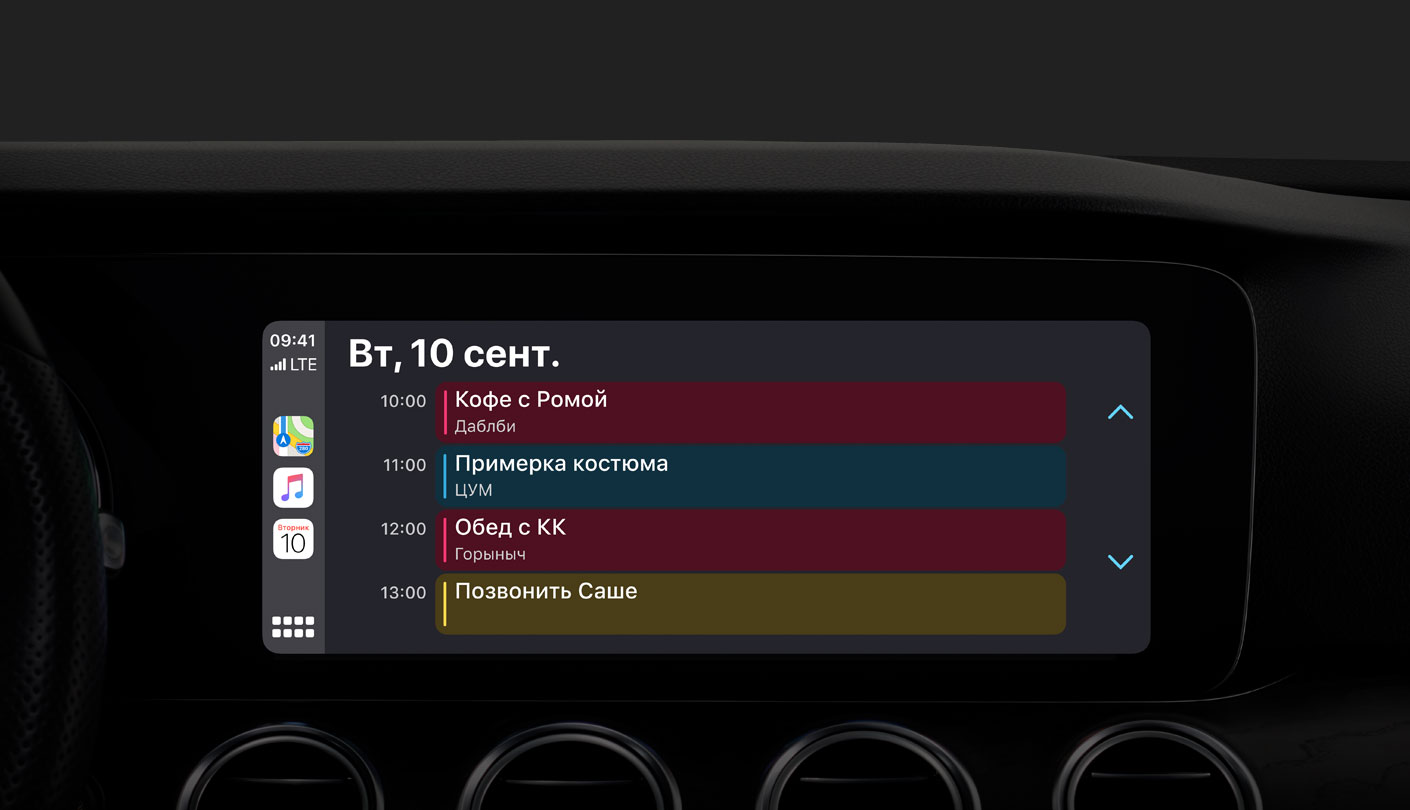 09:41
LTE
Вт, 10 сент.
10:00
Кофе с Ромой
Даблби
11:00
Примерка костюма
ЦУМ
12:00
Обед с КК
Горыныч
13:00
Позвонить Саше
280
Вторник
10